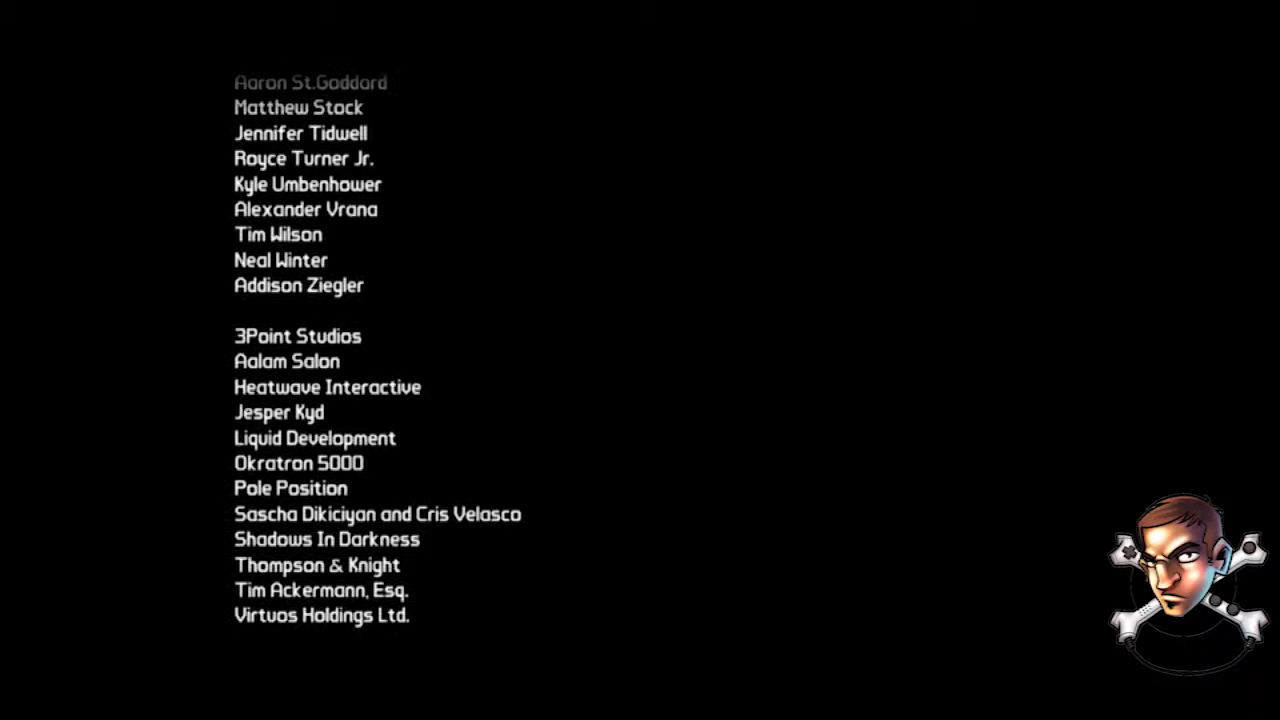 Aaron St.Goddard
Matthew Stock
Jennifer Tidwell
Royce Turner Jr.
Kyle Umbenhower
Alexander Vrana
Tim Wilson
Neal Winter
Addison Ziegler
3Point Studios
Aalam Salon
Heatwave Interactive
Jesper Kyd
Liquid Development
Okratron 5000
Pole Position
Sascha Dikiciyan and Cris Velasco
Shadows In Darkness
Thompson & Knight
Tim Ackermann, Esq.
Virtuos Holdings Ltd.